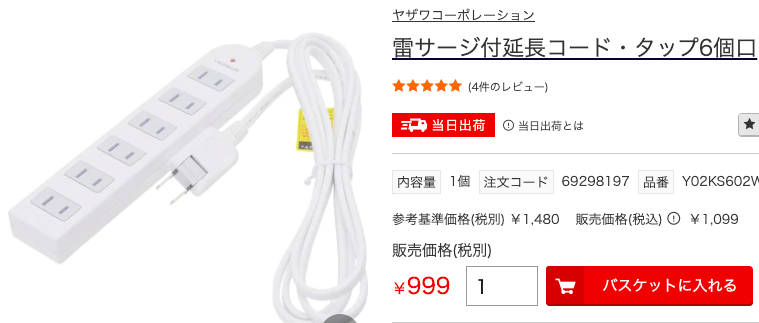 ヤザワコーポレーション
雷サージ付延長コード・タップ6個口
(4件のレビュー)
当日出荷 当日出荷とは
内容量 1個 注文コード 69298197 品番 Y02KS602W
参考基準価格(税別) ￥1,480 販売価格(税込) ￥1,099
販売価格(税別)
￥999 1 バスケットに入れる